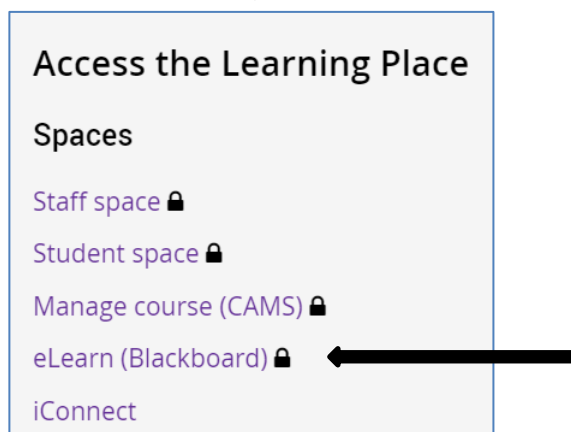 Access the Learning Place
Spaces
Staff space
Student space
Manage course (CAMS)
eLearn (Blackboard)
iConnect